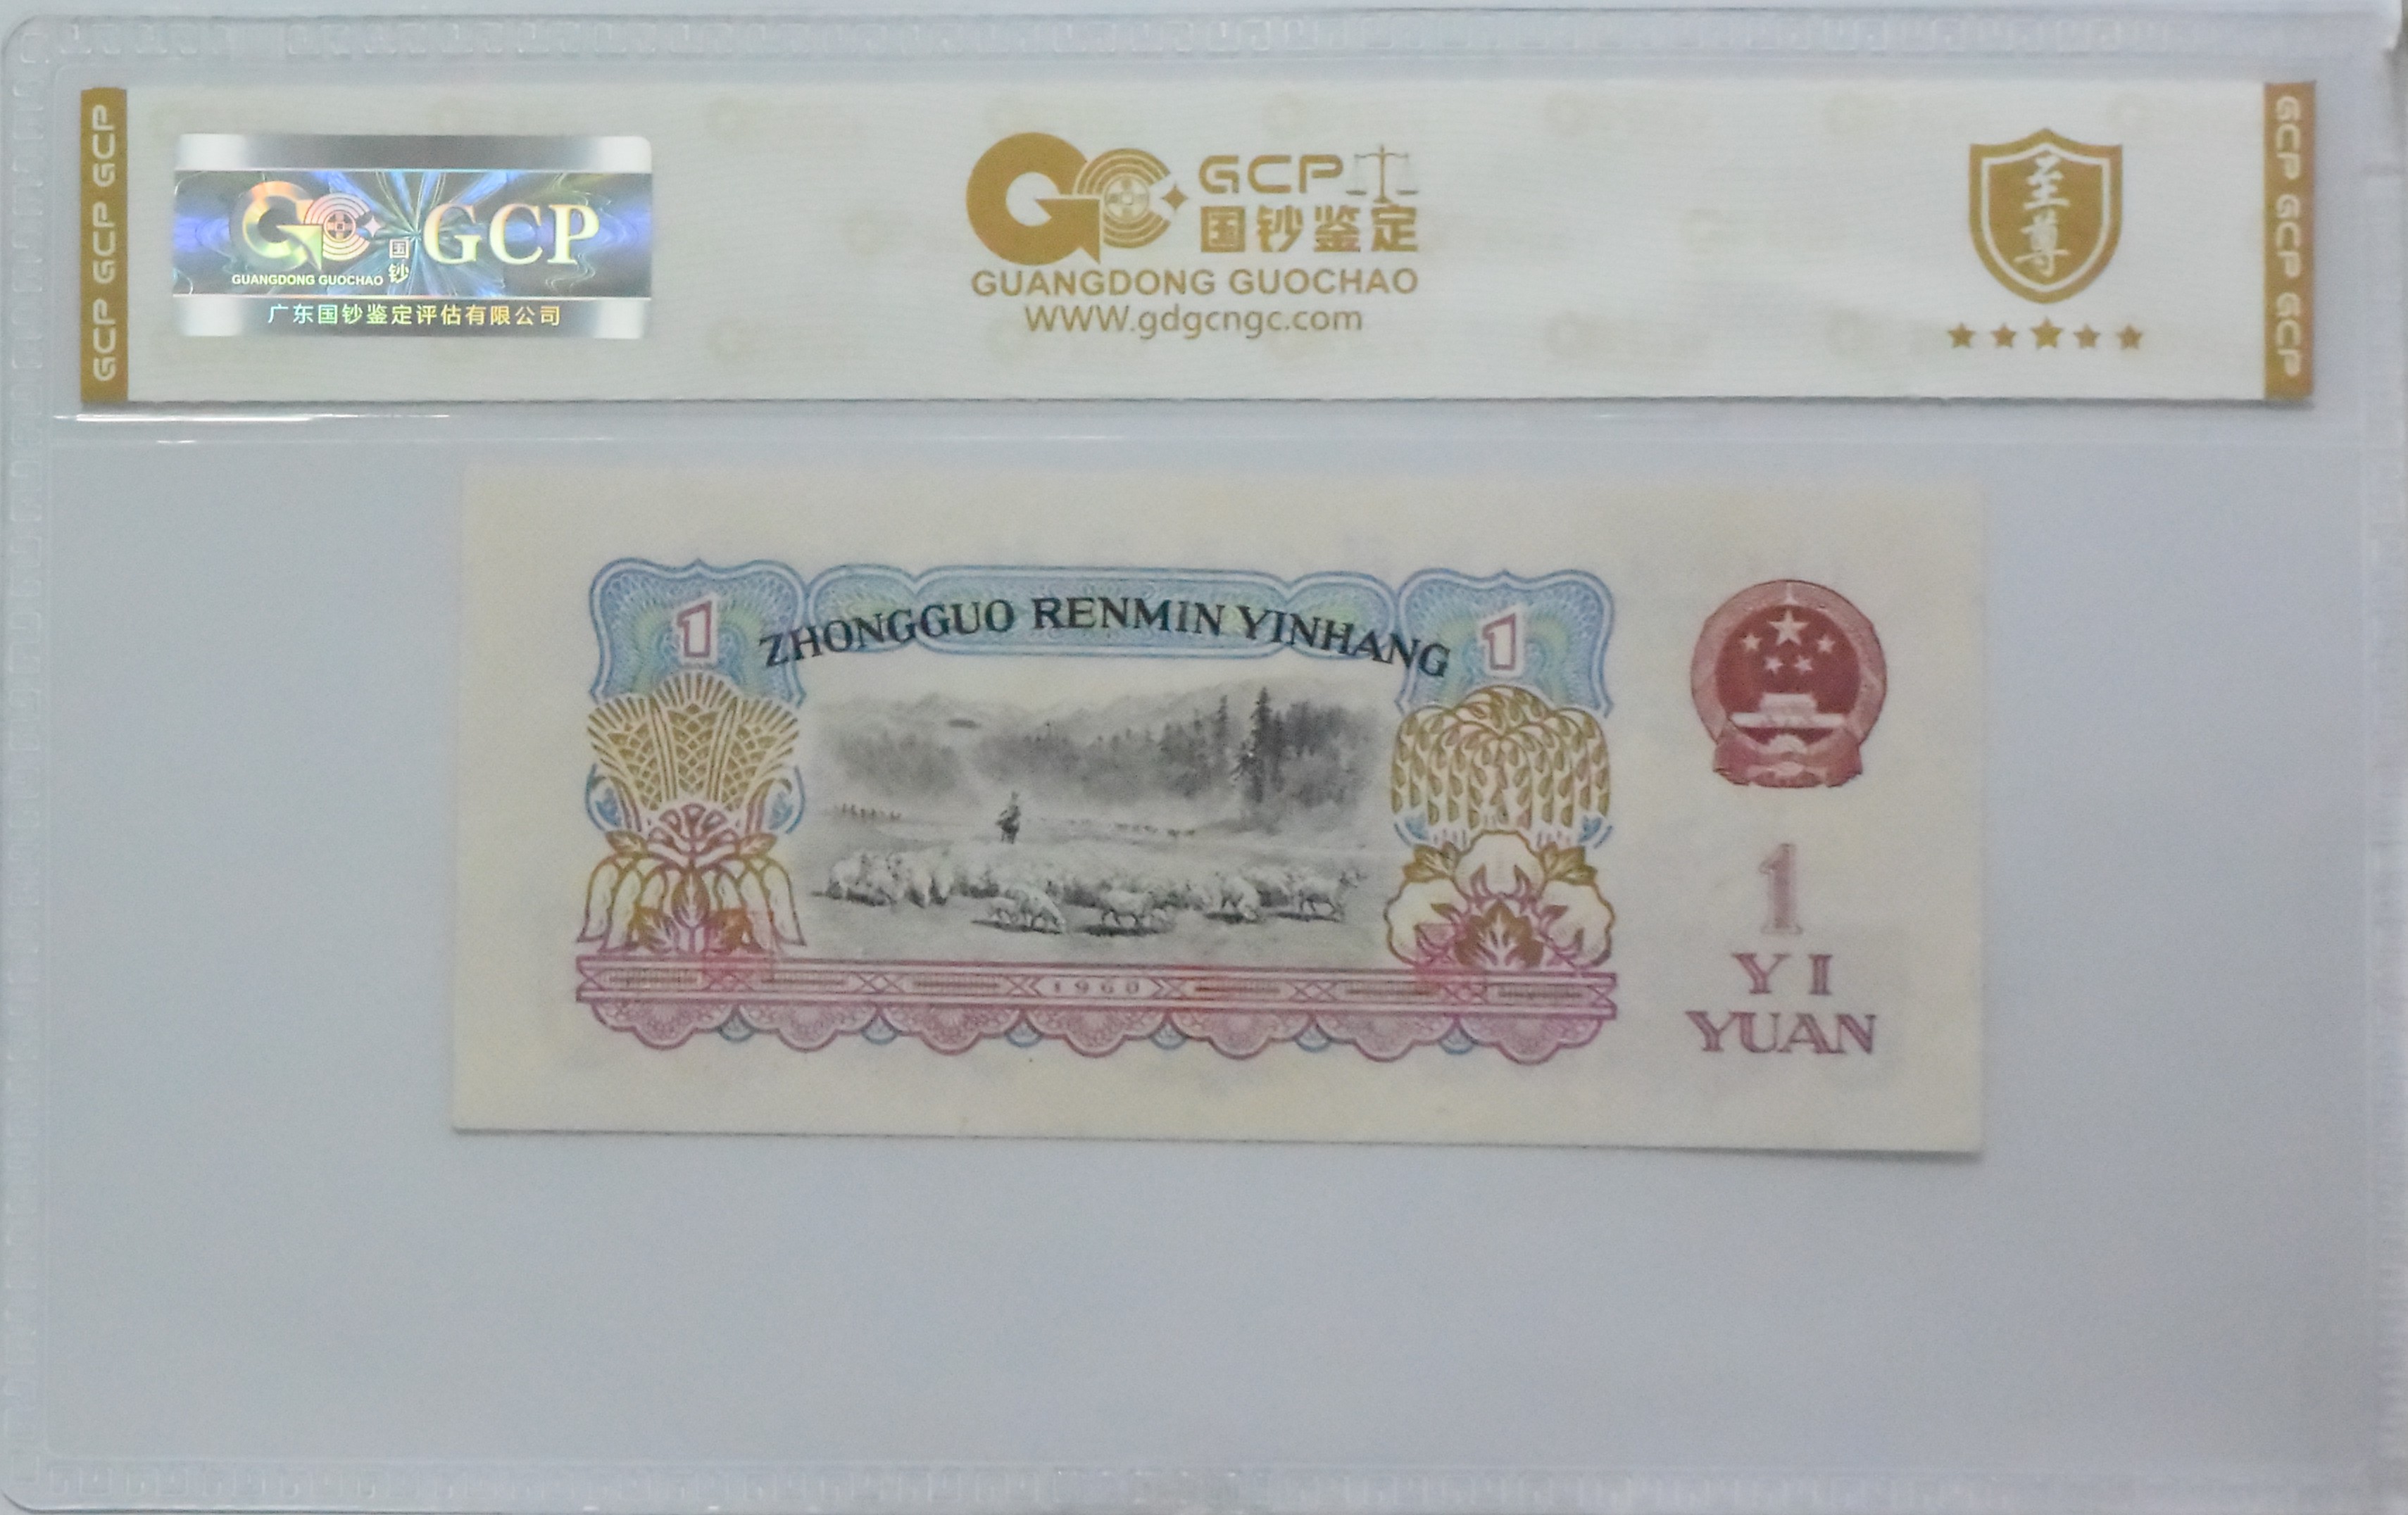 GCP GCP GCP
GUANGDONG GUOCHAO
国钞
GCP
广东国钞鉴定评估有限公司
GCP
国钞鉴定
GUANGDONG GUOCHAO
WWW.gdgcngc.com
至尊
GCP GCP GCP
1
ZHONGGUO RENMIN YINHANG
1
1960
1
YI
YUAN